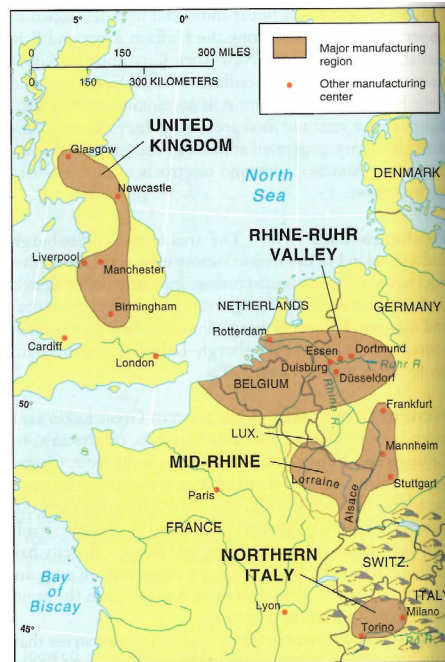 5°
0°
5°
0
150
300 MILES
0
150
300 KILOMETERS
Major manufacturing
region
Other manufacturing
center
UNITED
KINGDOM
Glasgow
Newcastle
North
Sea
DENMARK
Liverpool
Manchester
Birmingham
RHINE-RUHR
VALLEY
NETHERLANDS
GERMANY
Rotterdam
Cardiff
London
Essen
Dortmund
Duisburg
Ruhr R.
Düsseldorf
BELGIUM
Rhine R.
50°
Frankfurt
LUX.
MID-RHINE
Mannheim
Lorraine
Stuttgart
Alsace
Paris
FRANCE
NORTHERN
ITALY
SWITZ.
Bay
of
Biscay
ITALY
Lyon
Milano
Torino
Po R.
45°